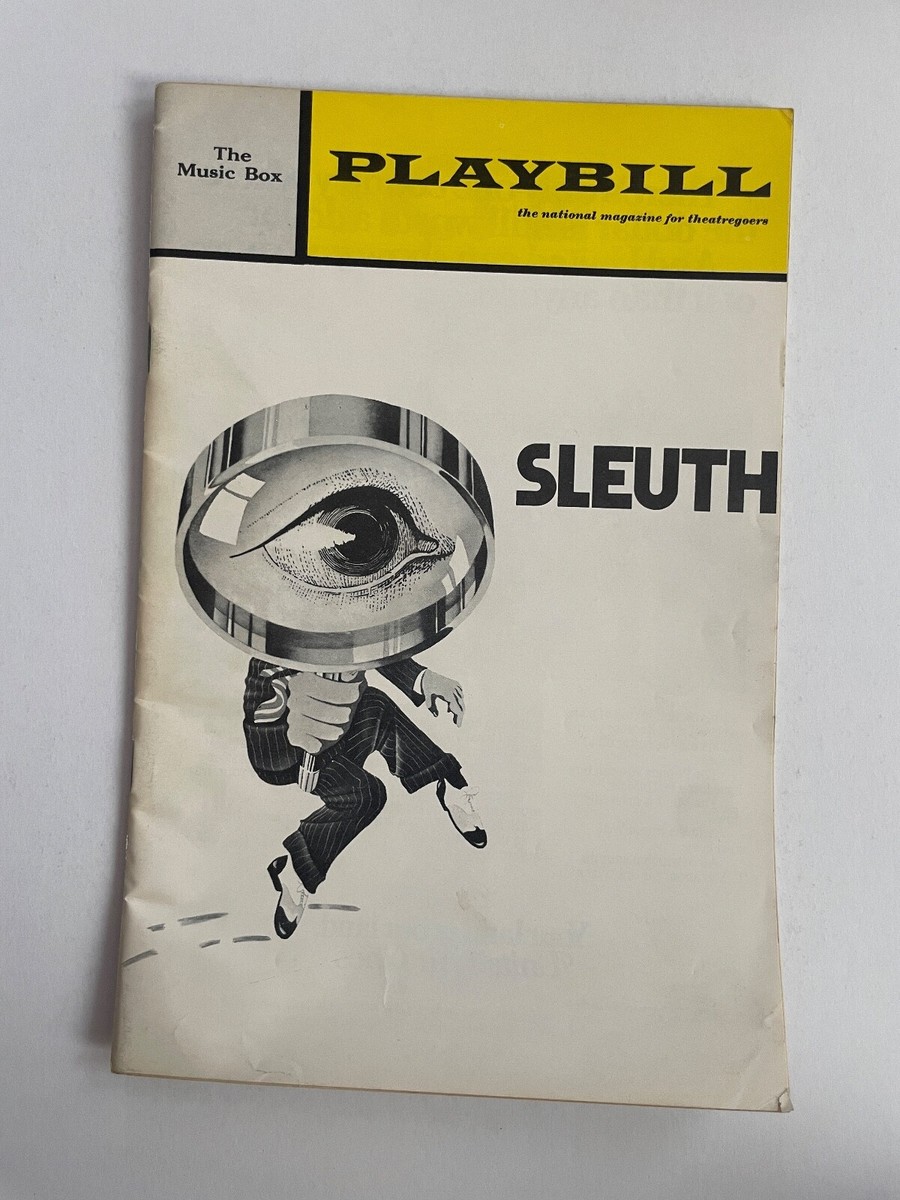 The
Music Box
PLAYBILL
the national magazine for theatregoers
SLEUTH